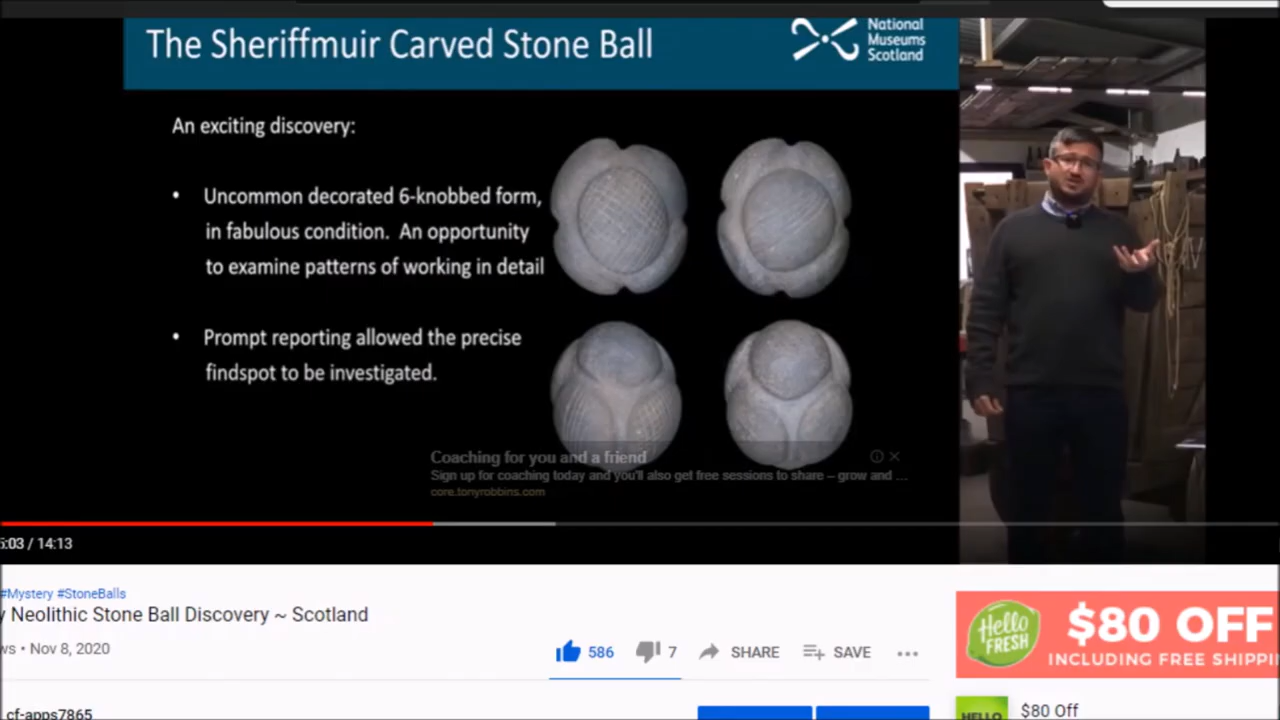 The Sheriffmuir Carved Stone Ball
National
Museums
Scotland
An exciting discovery:
• Uncommon decorated 6-knobbed form,
in fabulous condition. An opportunity
to examine patterns of working in detail
• Prompt reporting allowed the precise
findspot to be investigated.
Coaching for you and a friend
Sign up for coaching today and you'll also get free sessions to share – grow and ...
core.tonyrobbins.com
5:03 / 14:13
#Mystery #StoneBalls
y Neolithic Stone Ball Discovery ~ Scotland
ws • Nov 8, 2020
586
7
SHARE
SAVE
Hello
FRESH
$80 OFF
INCLUDING FREE SHIPPI
cf-apps7865
HELLO
$80 Off